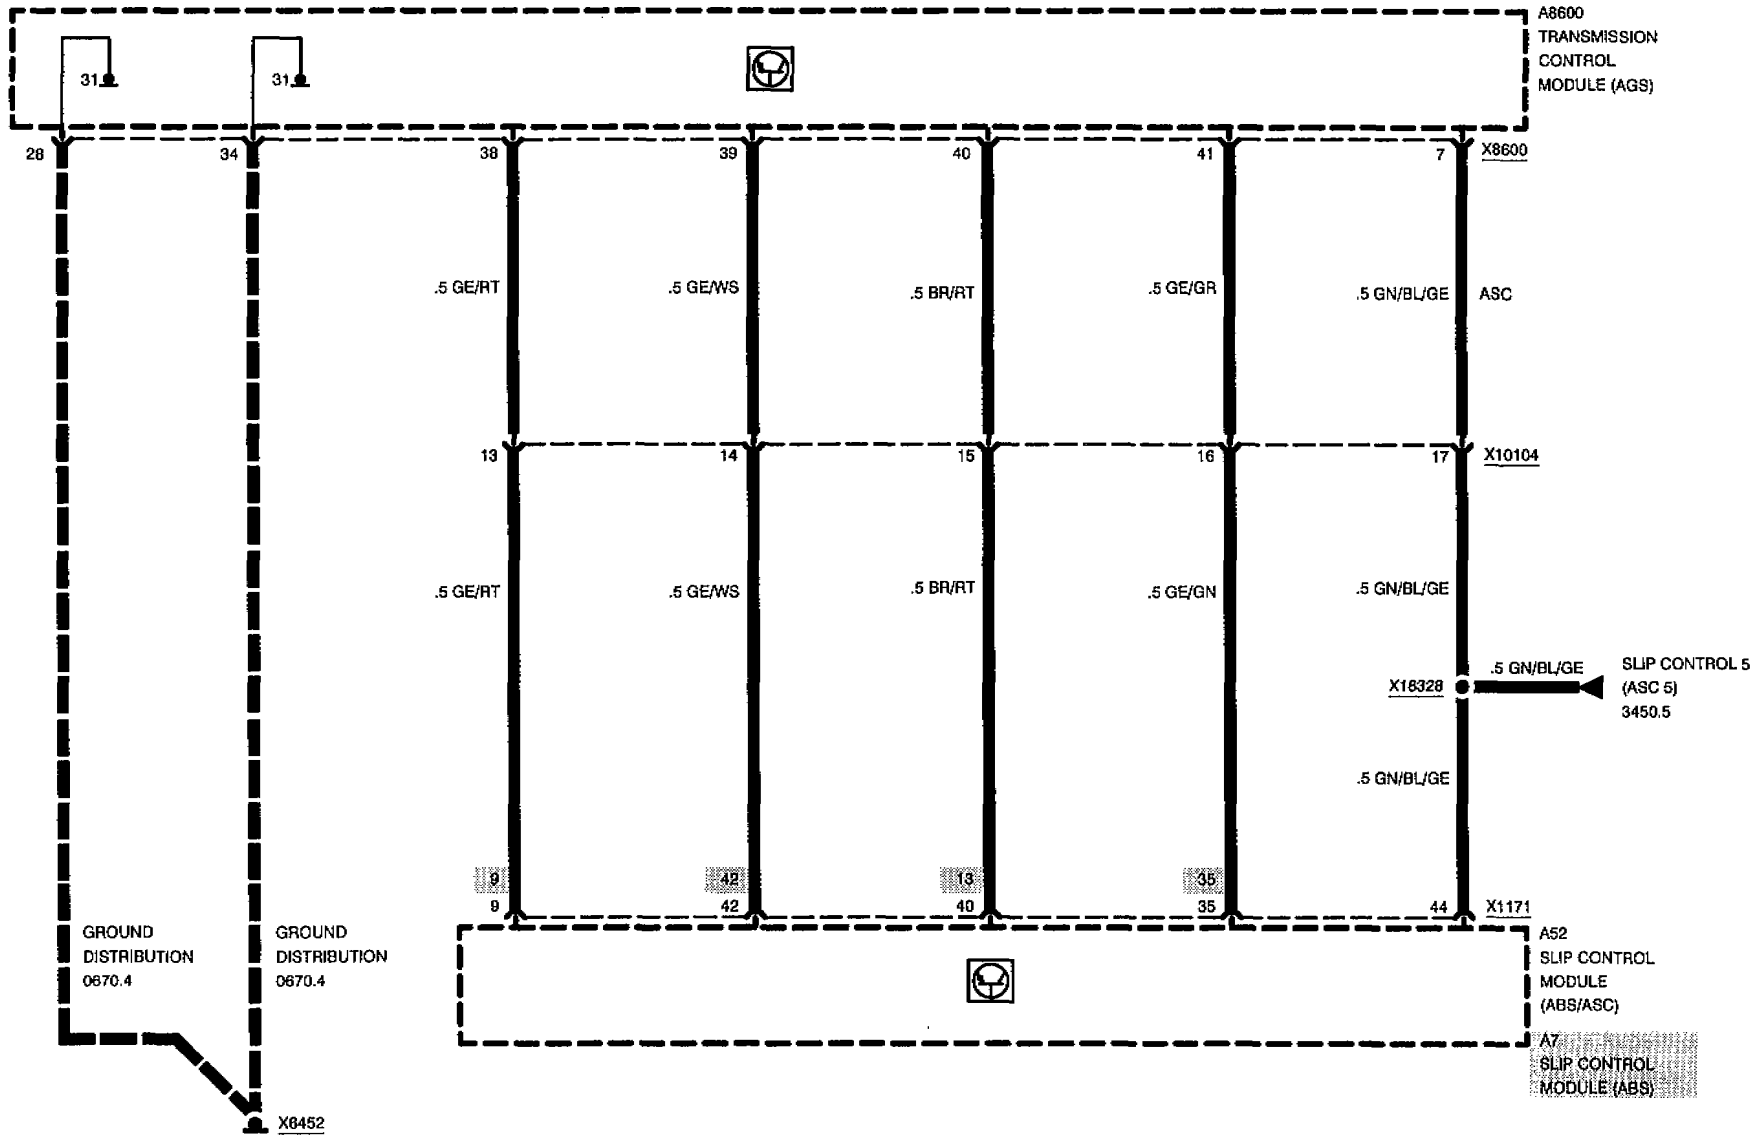 A8600
TRANSMISSION
CONTROL
MODULE (AGS)
31
31
28
34
38
39
40
41
7
X8600
.5 GE/RT
.5 GE/WS
.5 BR/RT
.5 GE/GR
.5 GN/BL/GE
ASC
13
14
15
16
17
X10104
.5 GE/RT
.5 GE/WS
.5 BR/RT
.5 GE/GN
.5 GN/BL/GE
.5 GN/BL/GE
SLIP CONTROL 5
(ASC 5)
3450.5
X18328
.5 GN/BL/GE
9
42
13
35
9
42
40
35
44
X1171
GROUND
DISTRIBUTION
0670.4
GROUND
DISTRIBUTION
0670.4
A52
SLIP CONTROL
MODULE
(ABS/ASC)
A7
SLIP CONTROL
MODULE (ABS)
X6452